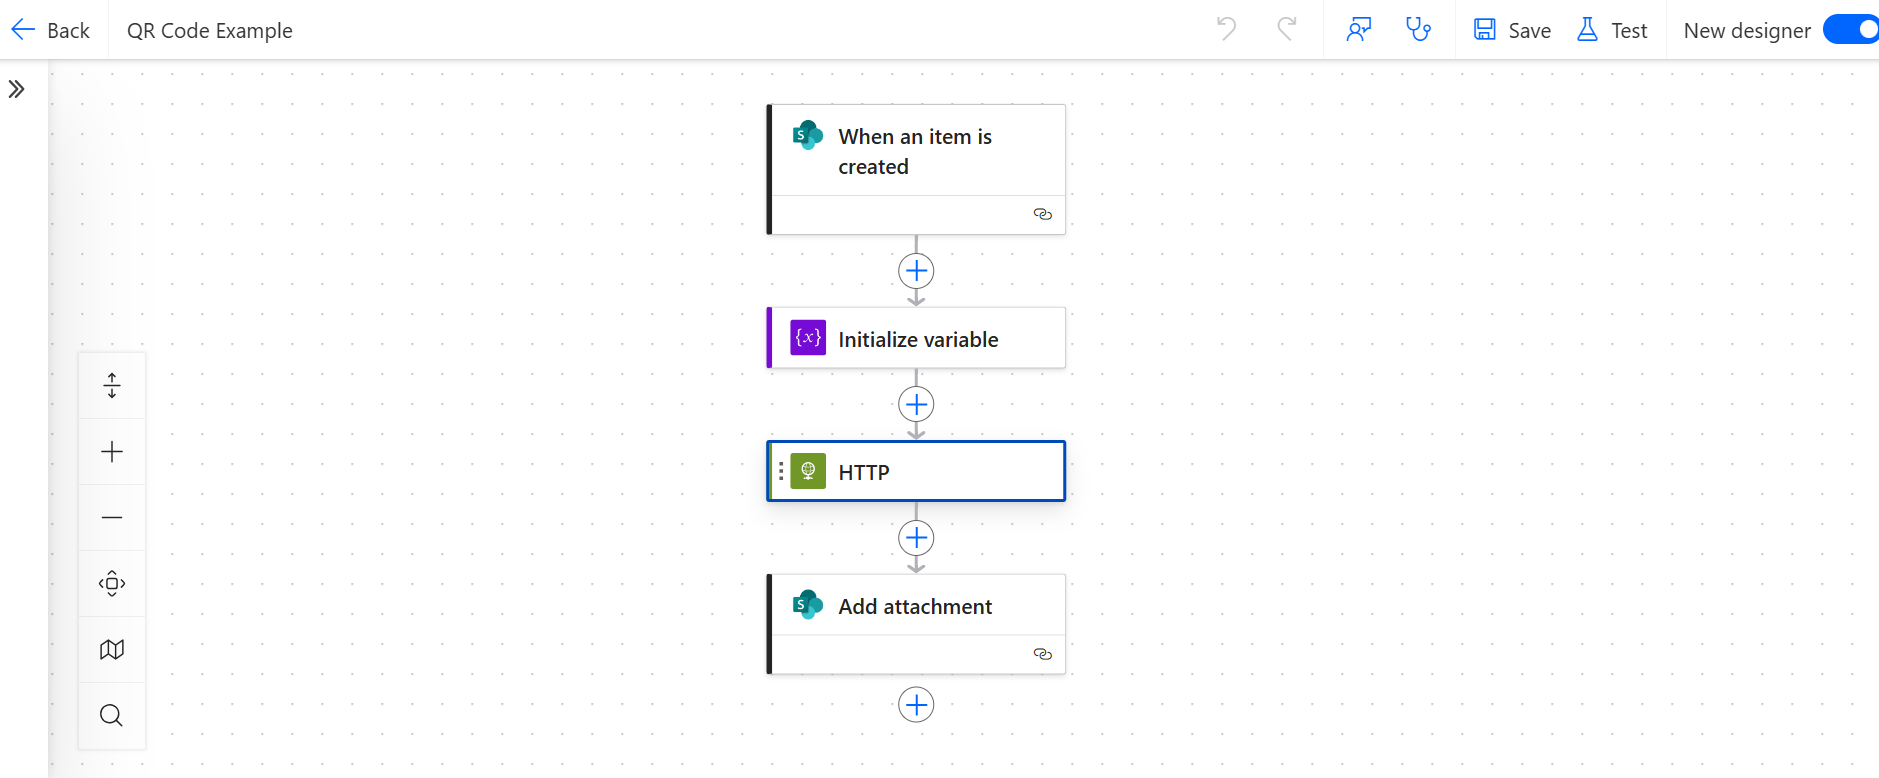 Back
QR Code Example
Save
Test
New designer
S
When an item is
created
{x}
Initialize variable
HTTP
S
Add attachment